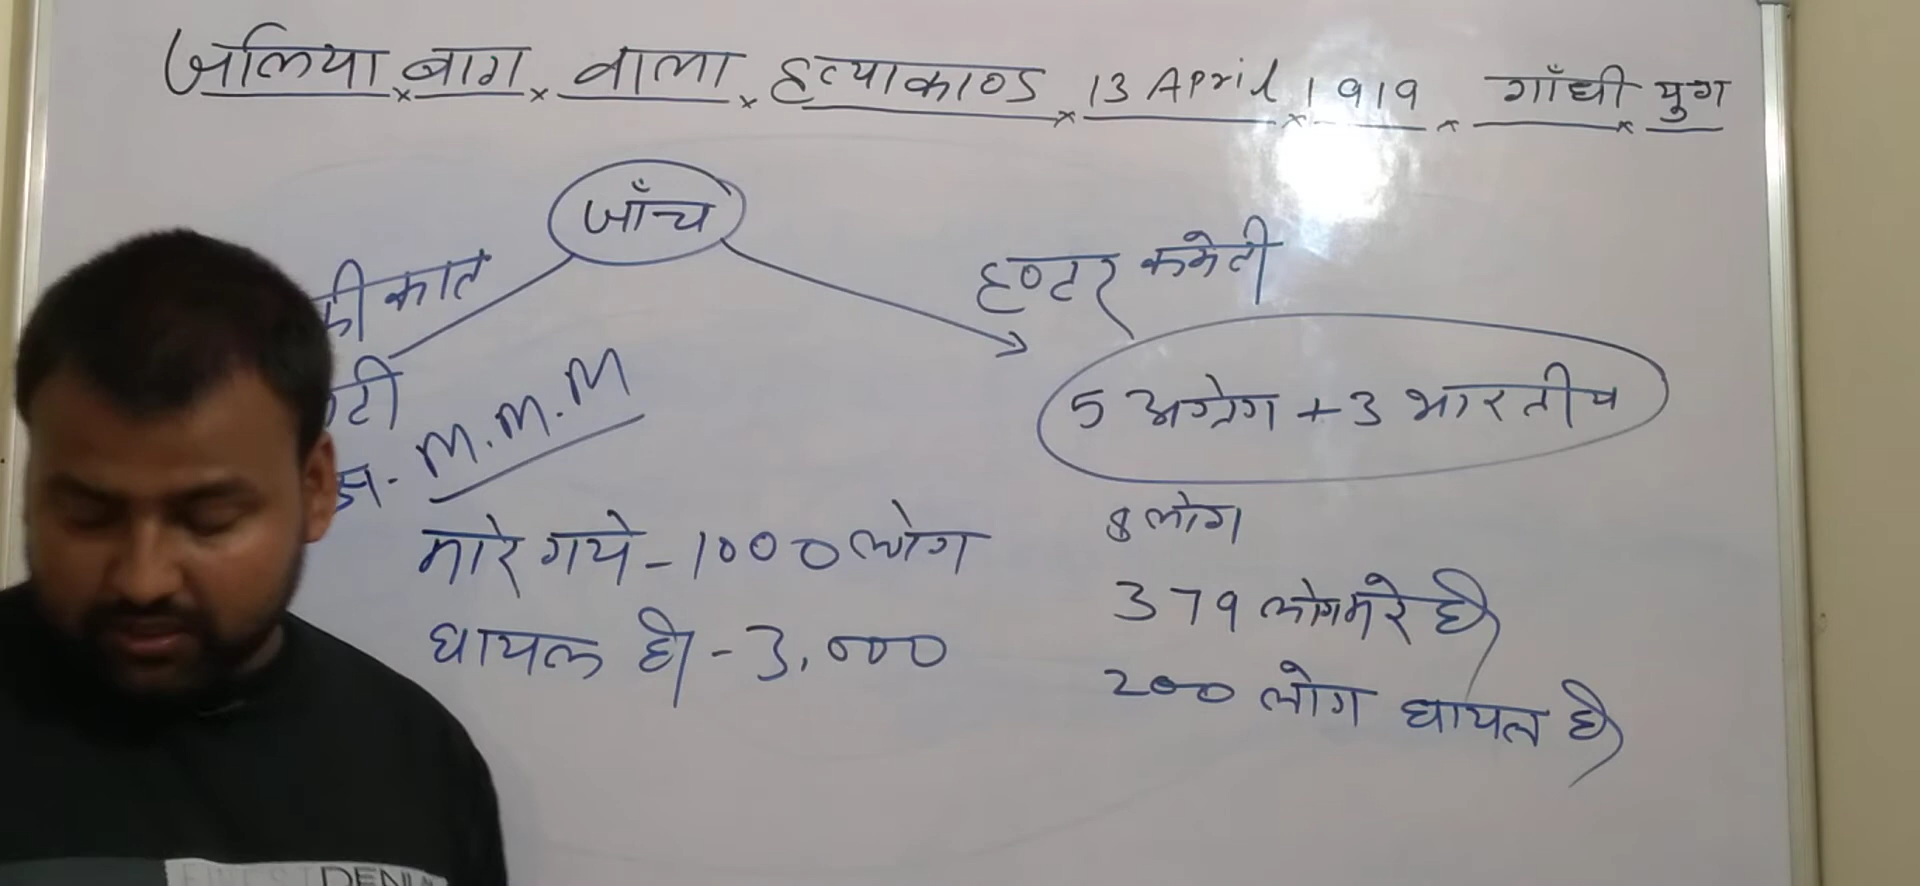 जलिया बाग वाला हत्याकाण्ड 13 April 1919 गाँधी युग
जाँच
की कात
टी
M.M.M
मारे गये - 1000 लोग
घायल थे - 3,000
हण्टर कमेटी
5 अंग्रेग + 3 भारतीय
8 लोग
379 लोग मरे थे
200 लोग घायल थे